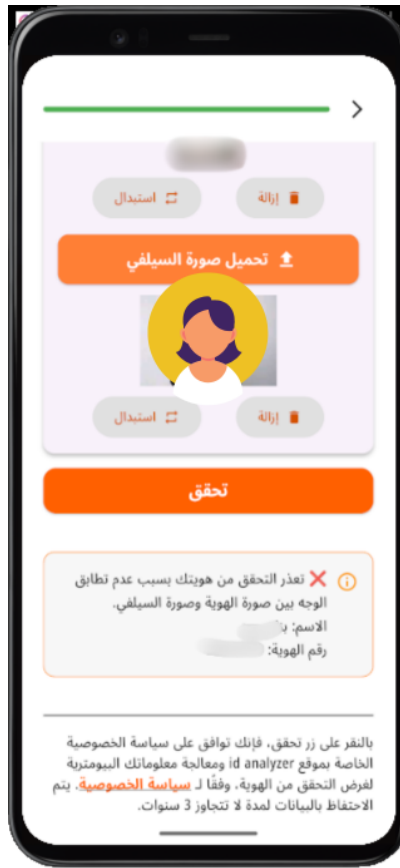 إزالة
استبدال
تحميل صورة السيلفي
إزالة
استبدال
تحقق
❌ تعذر التحقق من هويتك بسبب عدم تطابق
الوجه بين صورة الهوية وصورة السيلفي.
الاسم:
رقم الهوية:
بالنقر على زر تحقق، فإنك توافق على سياسة الخصوصية
الخاصة بموقع id analyzer ومعالجة معلوماتك البيومترية
لغرض التحقق من الهوية، وفقًا لـ سياسة الخصوصية. يتم
الاحتفاظ بالبيانات لمدة لا تتجاوز 3 سنوات.